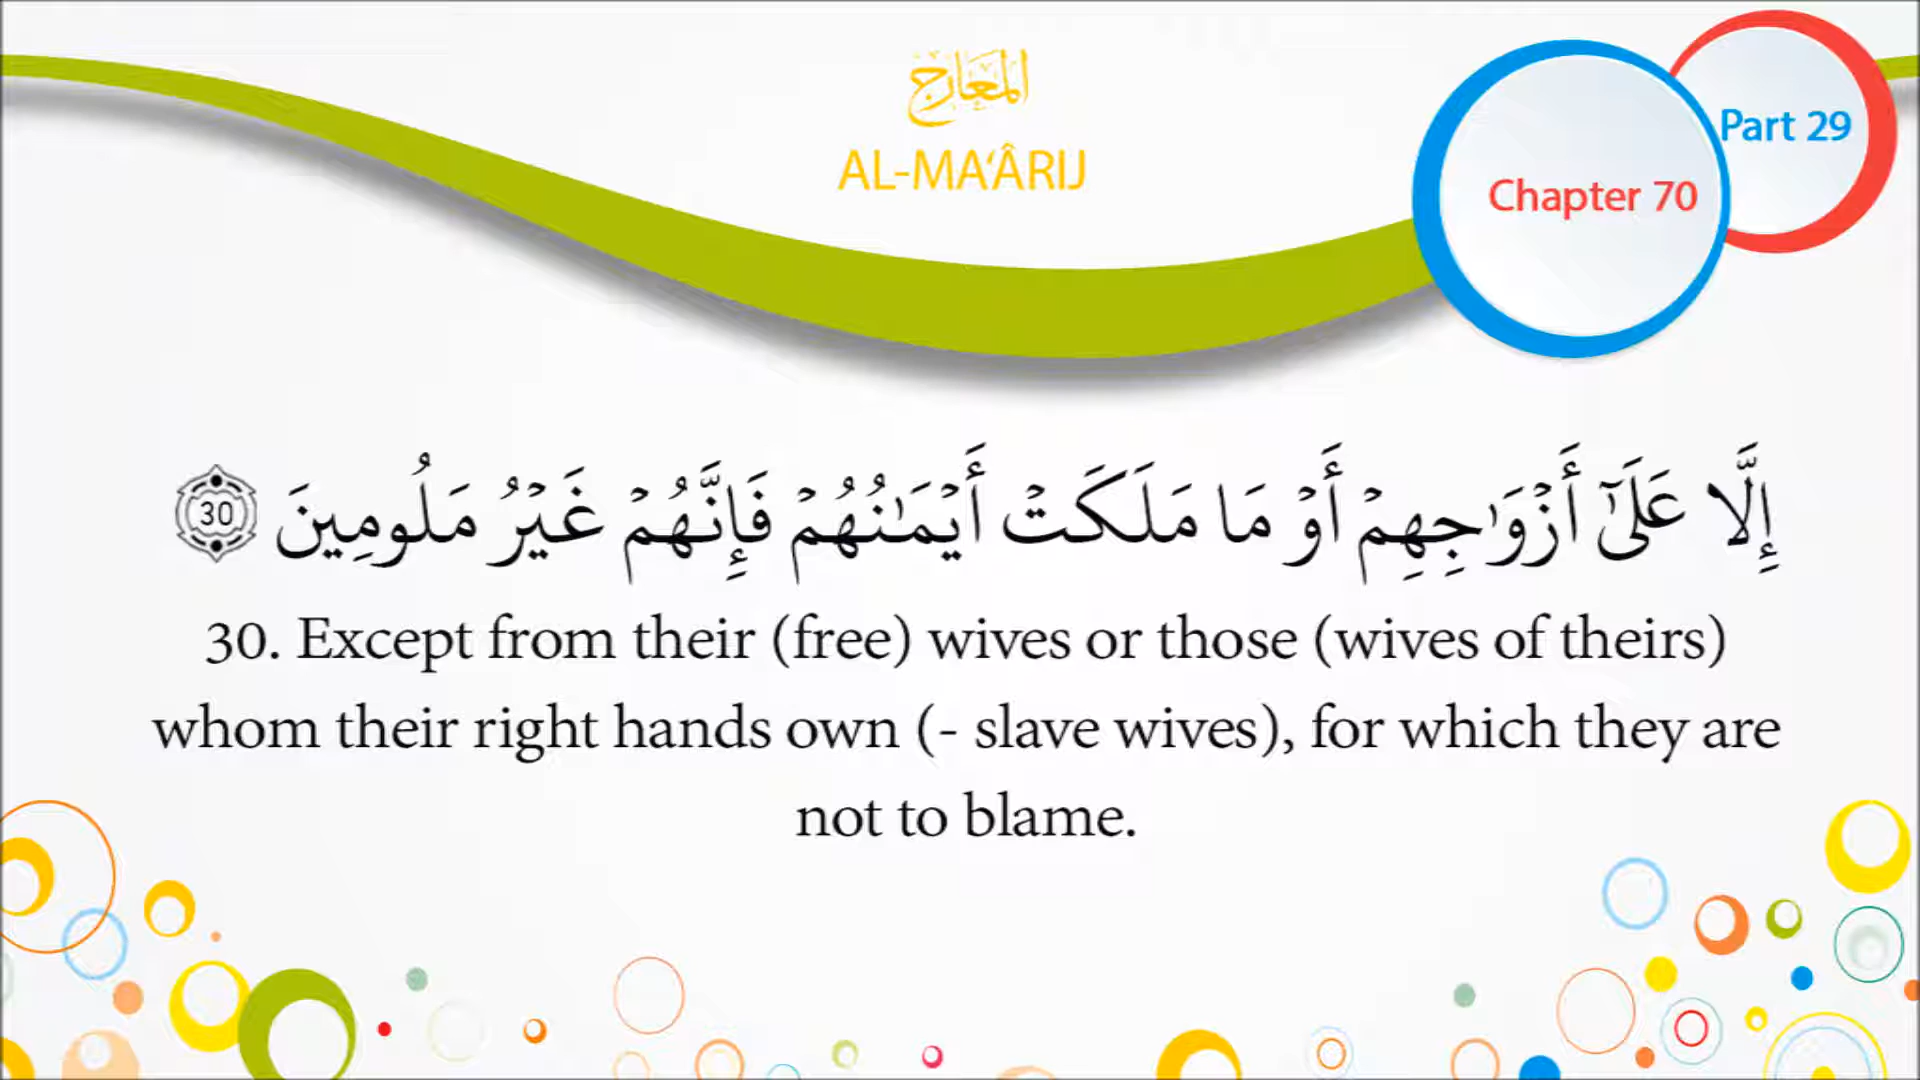 المعارج
AL-MA‘ÂRIJ
Part 29
Chapter 70
إِلَّا عَلَىٰٓ أَزْوَٰجِهِمْ أَوْ مَا مَلَكَتْ أَيْمَـٰنُهُمْ فَإِنَّهُمْ غَيْرُ مَلُومِينَ 30
30. Except from their (free) wives or those (wives of theirs)
whom their right hands own (- slave wives), for which they are
not to blame.